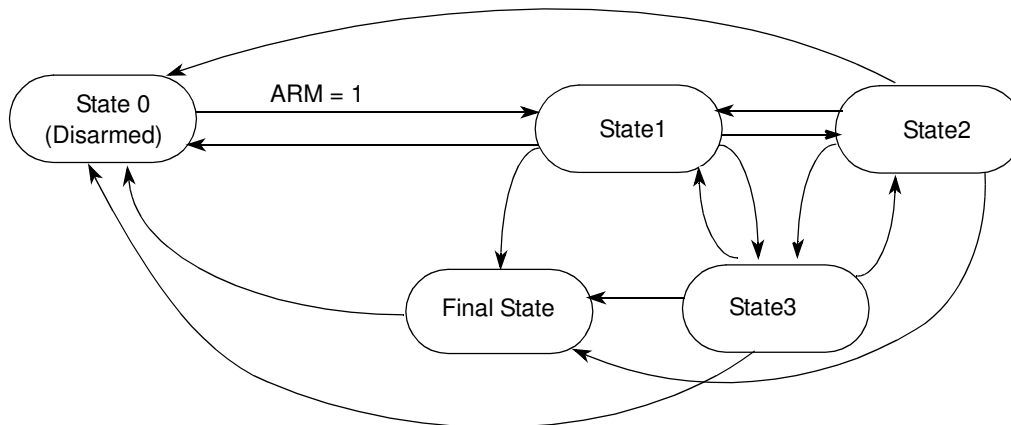 State 0
(Disarmed)
ARM = 1
State1
State2
Final State
State3